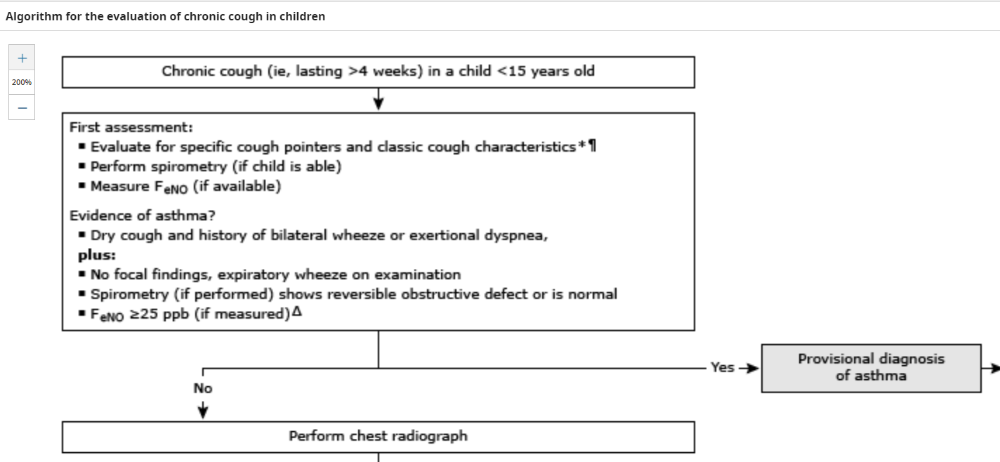 Algorithm for the evaluation of chronic cough in children
+
200%
−
Chronic cough (ie, lasting >4 weeks) in a child <15 years old
First assessment:
▪ Evaluate for specific cough pointers and classic cough characteristics*¶
▪ Perform spirometry (if child is able)
▪ Measure FeNO (if available)
Evidence of asthma?
▪ Dry cough and history of bilateral wheeze or exertional dyspnea,
plus:
▪ No focal findings, expiratory wheeze on examination
▪ Spirometry (if performed) shows reversible obstructive defect or is normal
▪ FeNO ≥25 ppb (if measured)Δ
Yes
Provisional diagnosis
of asthma
No
Perform chest radiograph